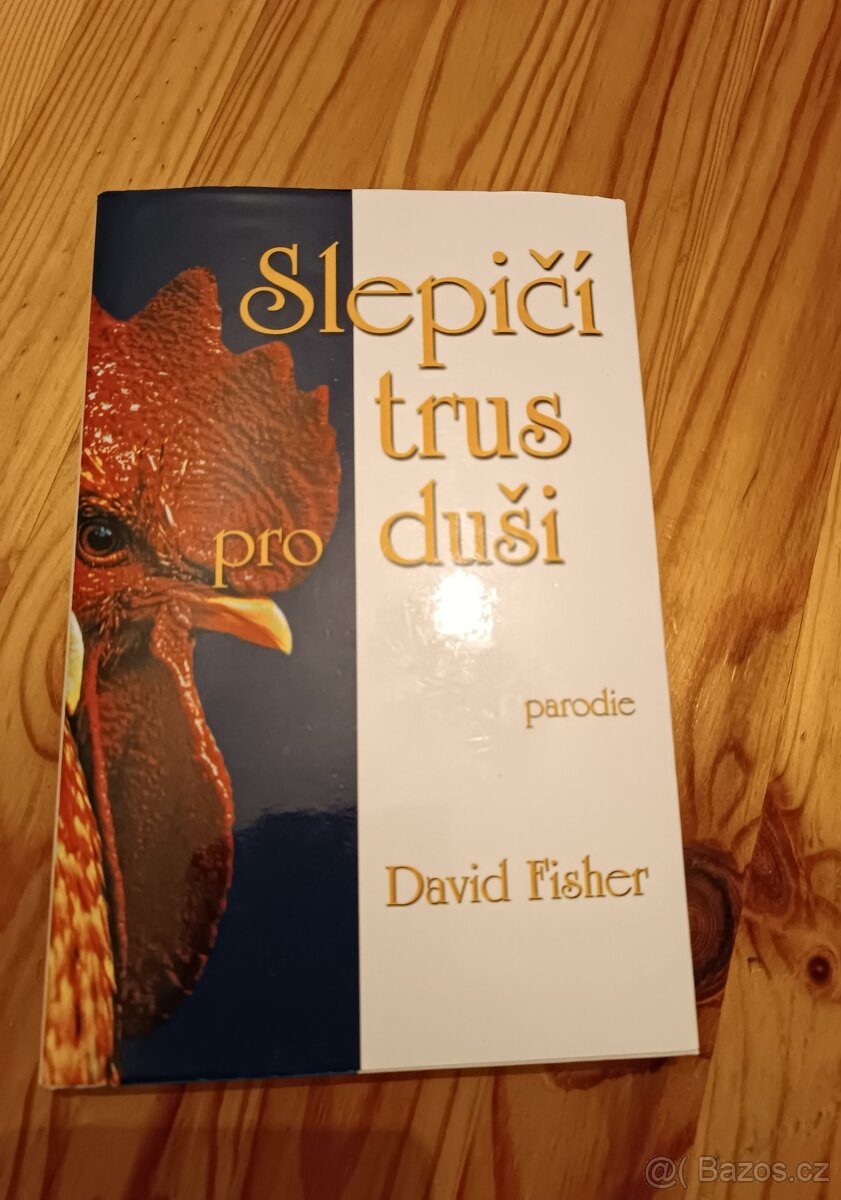 Slepičí
trus
pro duši
parodie
David Fisher
@( Bazos.cz